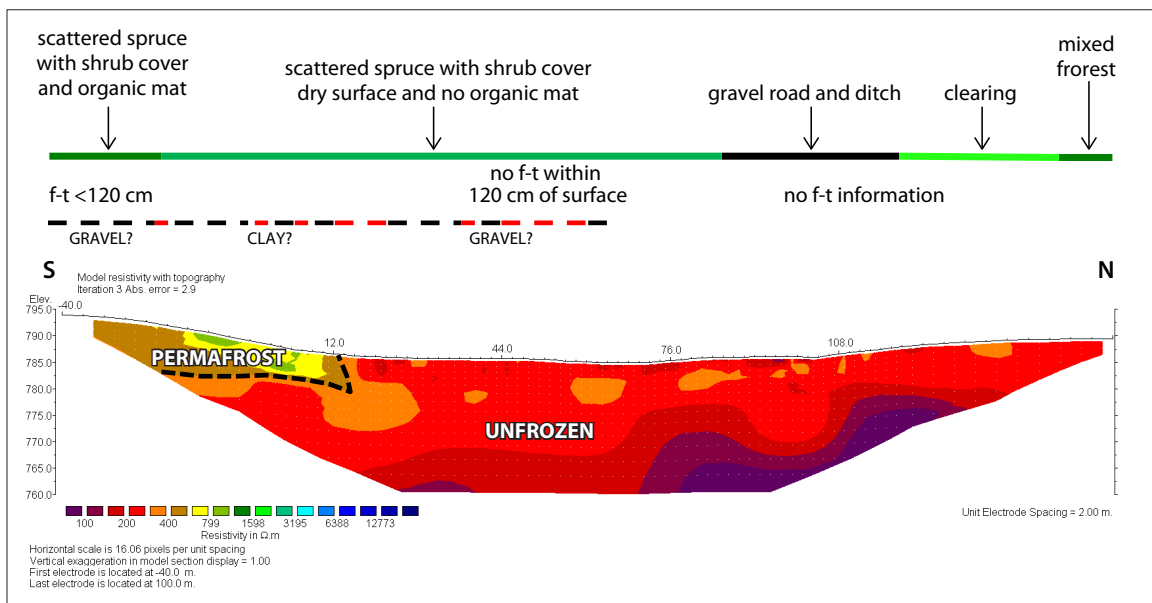 scattered spruce
with shrub cover
and organic mat
scattered spruce with shrub cover
dry surface and no organic mat
gravel road and ditch
clearing
mixed
frorest
f-t <120 cm
no f-t within
120 cm of surface
no f-t information
GRAVEL?
CLAY?
GRAVEL?
S
N
Model resistivity with topography
Iteration 3 Abs. error = 2.9
Elev.
795.0
-40.0
790.0
12.0
44.0
76.0
108.0
785.0
780.0
775.0
770.0
765.0
760.0
PERMAFROST
UNFROZEN
100 200 400 799 1598 3195 6388 12773
Resistivity in Ω.m
Unit Electrode Spacing = 2.00 m.
Horizontal scale is 16.06 pixels per unit spacing
Vertical exaggeration in model section display = 1.00
First electrode is located at -40.0 m.
Last electrode is located at 100.0 m.